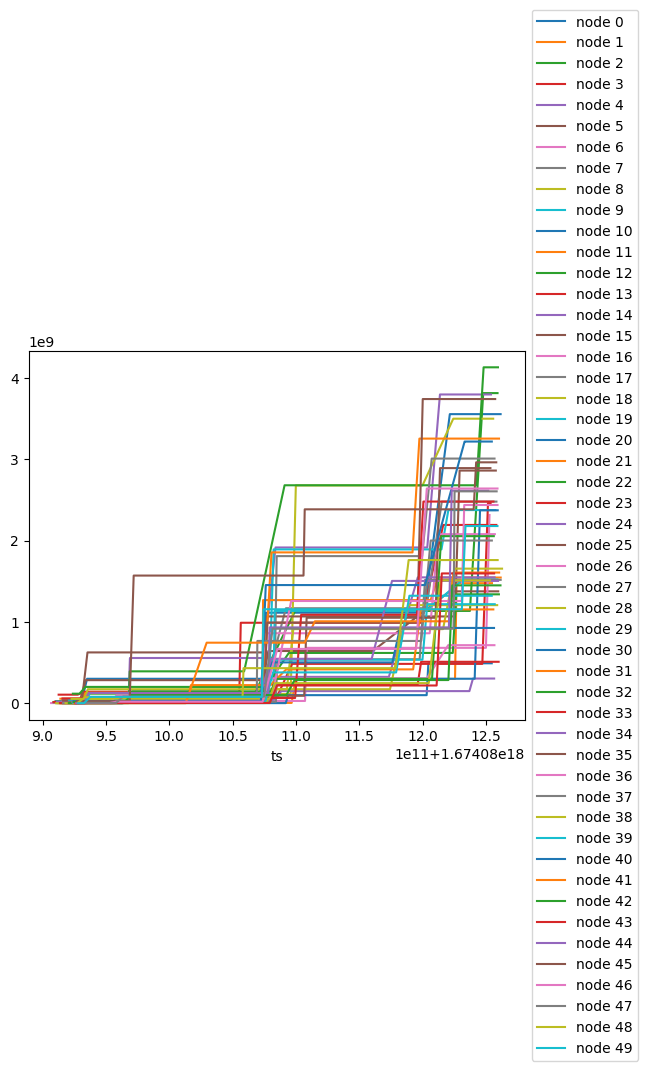 node 0
node 1
node 2
node 3
node 4
node 5
node 6
node 7
node 8
node 9
node 10
node 11
node 12
node 13
node 14
node 15
node 16
node 17
node 18
node 19
node 20
node 21
node 22
node 23
node 24
node 25
node 26
node 27
node 28
node 29
node 30
node 31
node 32
node 33
node 34
node 35
node 36
node 37
node 38
node 39
node 40
node 41
node 42
node 43
node 44
node 45
node 46
node 47
node 48
node 49
1e9
4
3
2
1
0
9.0 9.5 10.0 10.5 11.0 11.5 12.0 12.5
ts
1e11+1.67408e18